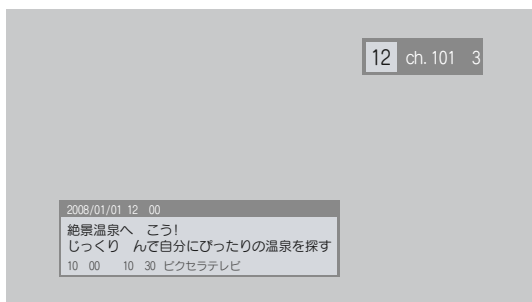 12 ch. 101 3
2008/01/01 12 00
絶景温泉へ こう!
じっくり んで自分にぴったりの温泉を探す
10 00 10 30 ピクセラテレビ